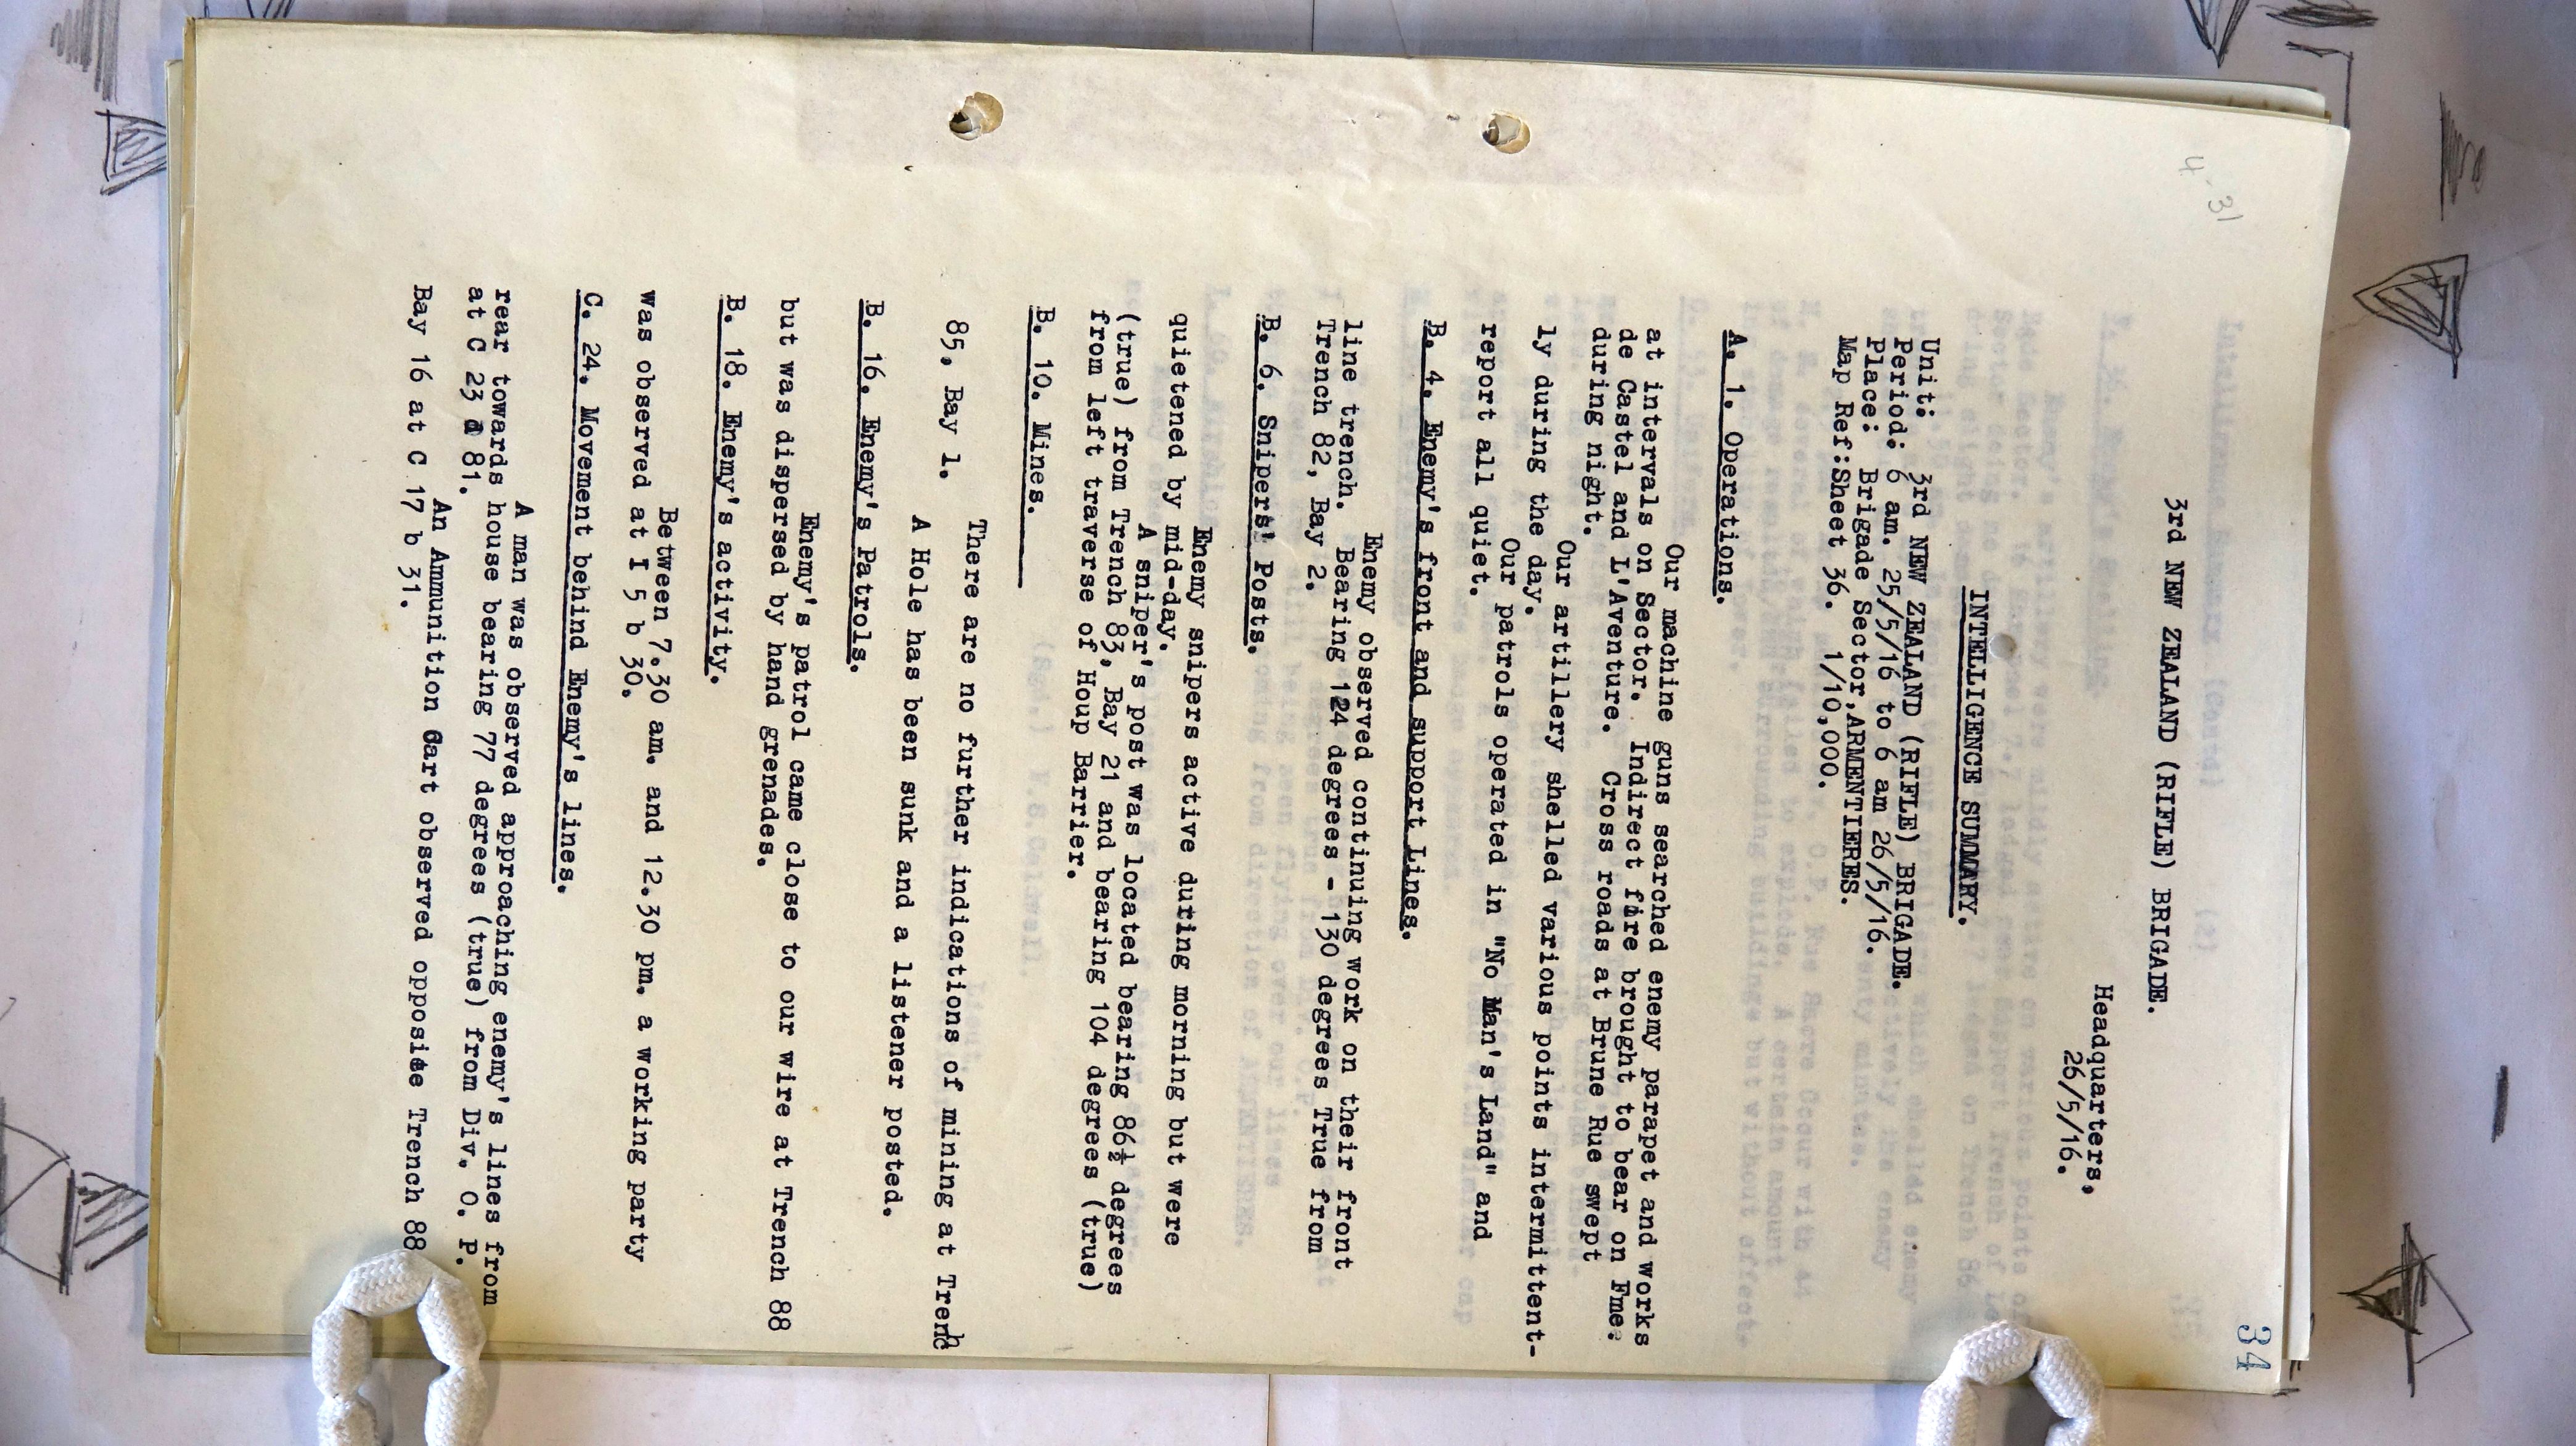 34
4 31
3rd NEW ZEALAND (RIFLE) BRIGADE.
Headquarters,
26/5/16.
INTELLIGENCE SUMMARY.
Unit: 3rd NEW ZEALAND (RIFLE) BRIGADE.
Period: 6 am. 25/5/16 to 6 am 26/5/16.
Place: Brigade Sector, ARMENTIERES.
Map Ref:Sheet 36. 1/10,000.
A. 1. Operations.
Our machine guns searched enemy parapet and works
at intervals on Sector. Indirect fire brought to bear on Fme:
de Castel and L'Aventure. Cross roads at Brune Rue swept
during night.
Our artillery shelled various points intermittent-
ly during the day.
Our patrols operated in "No Man's Land" and
report all quiet.
B. 4. Enemy's front and support Lines.
Enemy observed continuing work on their front
line trench. Bearing 124 degrees - 130 degrees True from
Trench 82, Bay 2.
B. 6. Snipers' Posts.
Enemy snipers active during morning but were
quietened by mid-day.
A sniper's post was located bearing 86½ degrees
(true) from Trench 83, Bay 21 and bearing 104 degrees (true)
from left traverse of Houp Barrier.
B. 10. Mines.
There are no further indications of mining at Trench
85, Bay 1.
A Hole has been sunk and a listener posted.
B. 16. Enemy's Patrols.
Enemy's patrol came close to our wire at Trench 88
but was dispersed by hand grenades.
B. 18. Enemy's activity.
Between 7.30 am. and 12.30 pm. a working party
was observed at I 5 b 30.
C. 24. Movement behind Enemy's lines.
A man was observed approaching enemy's lines from
rear towards house bearing 77 degrees (true) from Div. O. P.
at C 23 d 81.
An Ammunition Cart observed opposite Trench 88
Bay 16 at C 17 b 31.